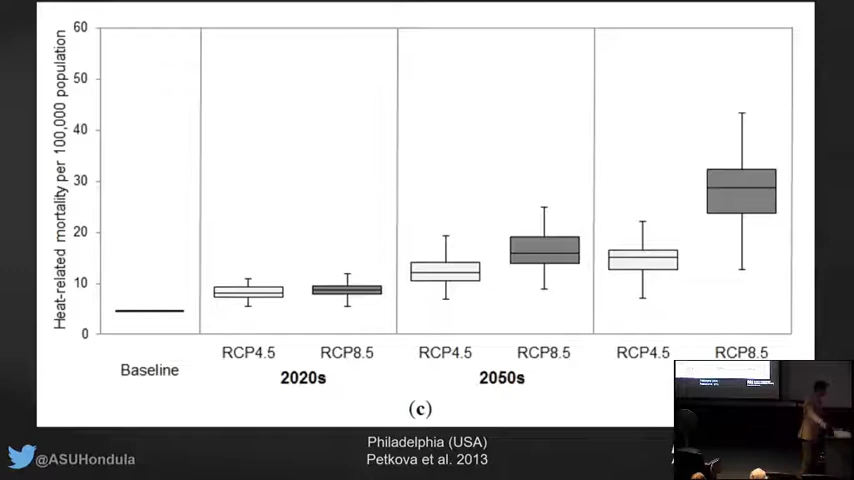 Heat-related mortality per 100,000 population
60
50
40
30
20
10
0
Baseline
RCP4.5
RCP8.5
RCP4.5
RCP8.5
RCP4.5
RCP8.5
2020s
2050s
(c)
Philadelphia (USA)
Petkova et al. 2013
@ASUHondula